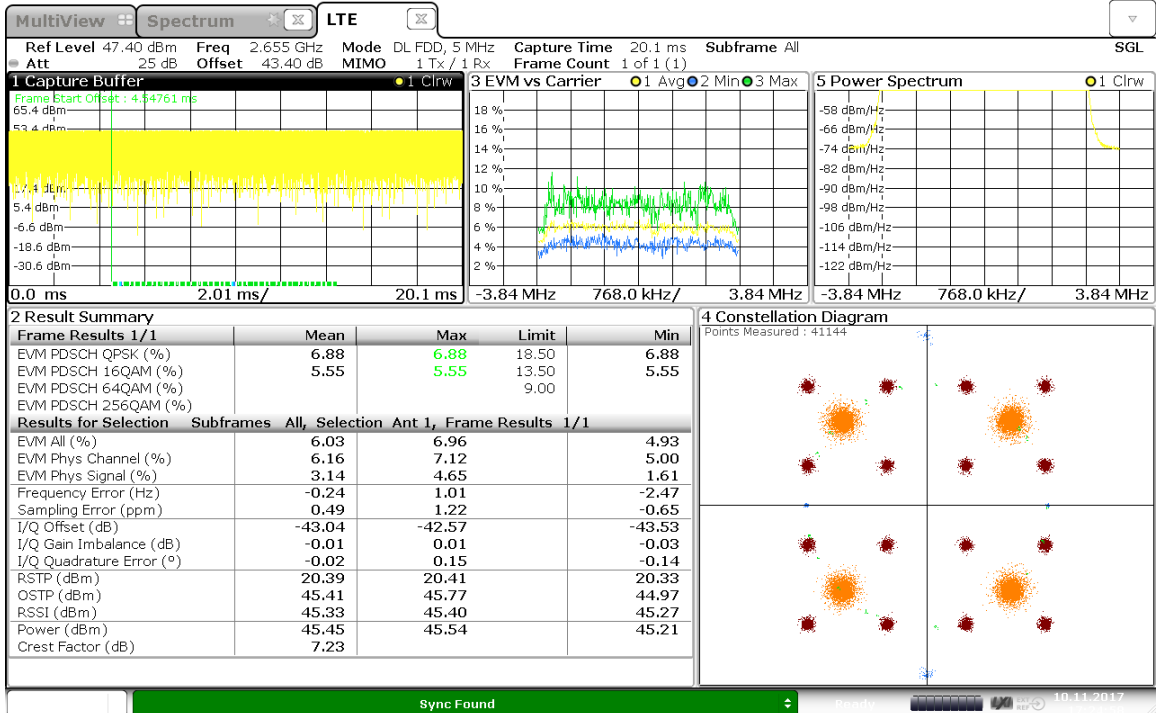 MultiView Spectrum X LTE X
Ref Level 47.40 dBm Freq 2.655 GHz Mode DL FDD, 5 MHz Capture Time 20.1 ms Subframe All SGL
Att 25 dB Offset 43.40 dB MIMO 1 Tx / 1 Rx Frame Count 1 of 1 (1)
1 Capture Buffer 1 Clrw
Frame Start Offset : 4.54761 ms
65.4 dBm
53.4 dBm
17.4 dBm
5.4 dBm
-6.6 dBm
-18.6 dBm
-30.6 dBm
0.0 ms 2.01 ms/ 20.1 ms
3 EVM vs Carrier 1 Avg 2 Min 3 Max
18 %
16 %
14 %
12 %
10 %
8 %
6 %
4 %
2 %
-3.84 MHz 768.0 kHz/ 3.84 MHz
5 Power Spectrum 1 Clrw
-58 dBm/Hz
-66 dBm/Hz
-74 dBm/Hz
-82 dBm/Hz
-90 dBm/Hz
-98 dBm/Hz
-106 dBm/Hz
-114 dBm/Hz
-122 dBm/Hz
-3.84 MHz 768.0 kHz/ 3.84 MHz
2 Result Summary
Frame Results 1/1 Mean Max Limit Min
EVM PDSCH QPSK (%) 6.88 6.88 18.50 6.88
EVM PDSCH 16QAM (%) 5.55 5.55 13.50 5.55
EVM PDSCH 64QAM (%) 9.00
EVM PDSCH 256QAM (%)
Results for Selection Subframes All, Selection Ant 1, Frame Results 1/1
EVM All (%) 6.03 6.96 4.93
EVM Phys Channel (%) 6.16 7.12 5.00
EVM Phys Signal (%) 3.14 4.65 1.61
Frequency Error (Hz) -0.24 1.01 -2.47
Sampling Error (ppm) 0.49 1.22 -0.65
I/Q Offset (dB) -43.04 -42.57 -43.53
I/Q Gain Imbalance (dB) -0.01 0.01 -0.03
I/Q Quadrature Error (°) -0.02 0.15 -0.14
RSTP (dBm) 20.39 20.41 20.33
OSTP (dBm) 45.41 45.77 44.97
RSSI (dBm) 45.33 45.40 45.27
Power (dBm) 45.45 45.54 45.21
Crest Factor (dB) 7.23
4 Constellation Diagram
Points Measured : 41144
Sync Found
Ready
LXI
EXT
REF
10.11.2017